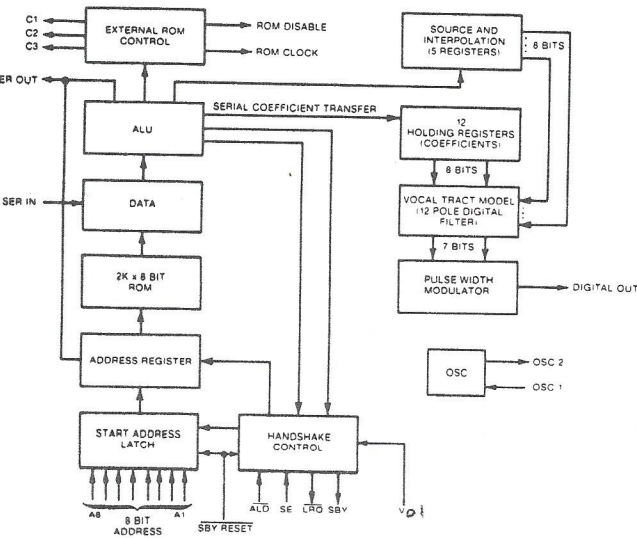 C1
C2
C3
EXTERNAL ROM
CONTROL
ROM DISABLE
ROM CLOCK
SOURCE AND
INTERPOLATION
(5 REGISTERS)
8 BITS
ER OUT
ALU
SERIAL COEFFICIENT TRANSFER
12
HOLDING REGISTERS
(COEFFICIENTS)
8 BITS
SER IN
DATA
VOCAL TRACT MODEL
(12 POLE DIGITAL
FILTER)
7 BITS
2K x 8 BIT
ROM
PULSE WIDTH
MODULATOR
DIGITAL OUT
ADDRESS REGISTER
OSC
OSC 2
OSC 1
START ADDRESS
LATCH
HANDSHAKE
CONTROL
A8
A1
8 BIT
ADDRESS
SBY RESET
ALD
SE
LRQ
SBY